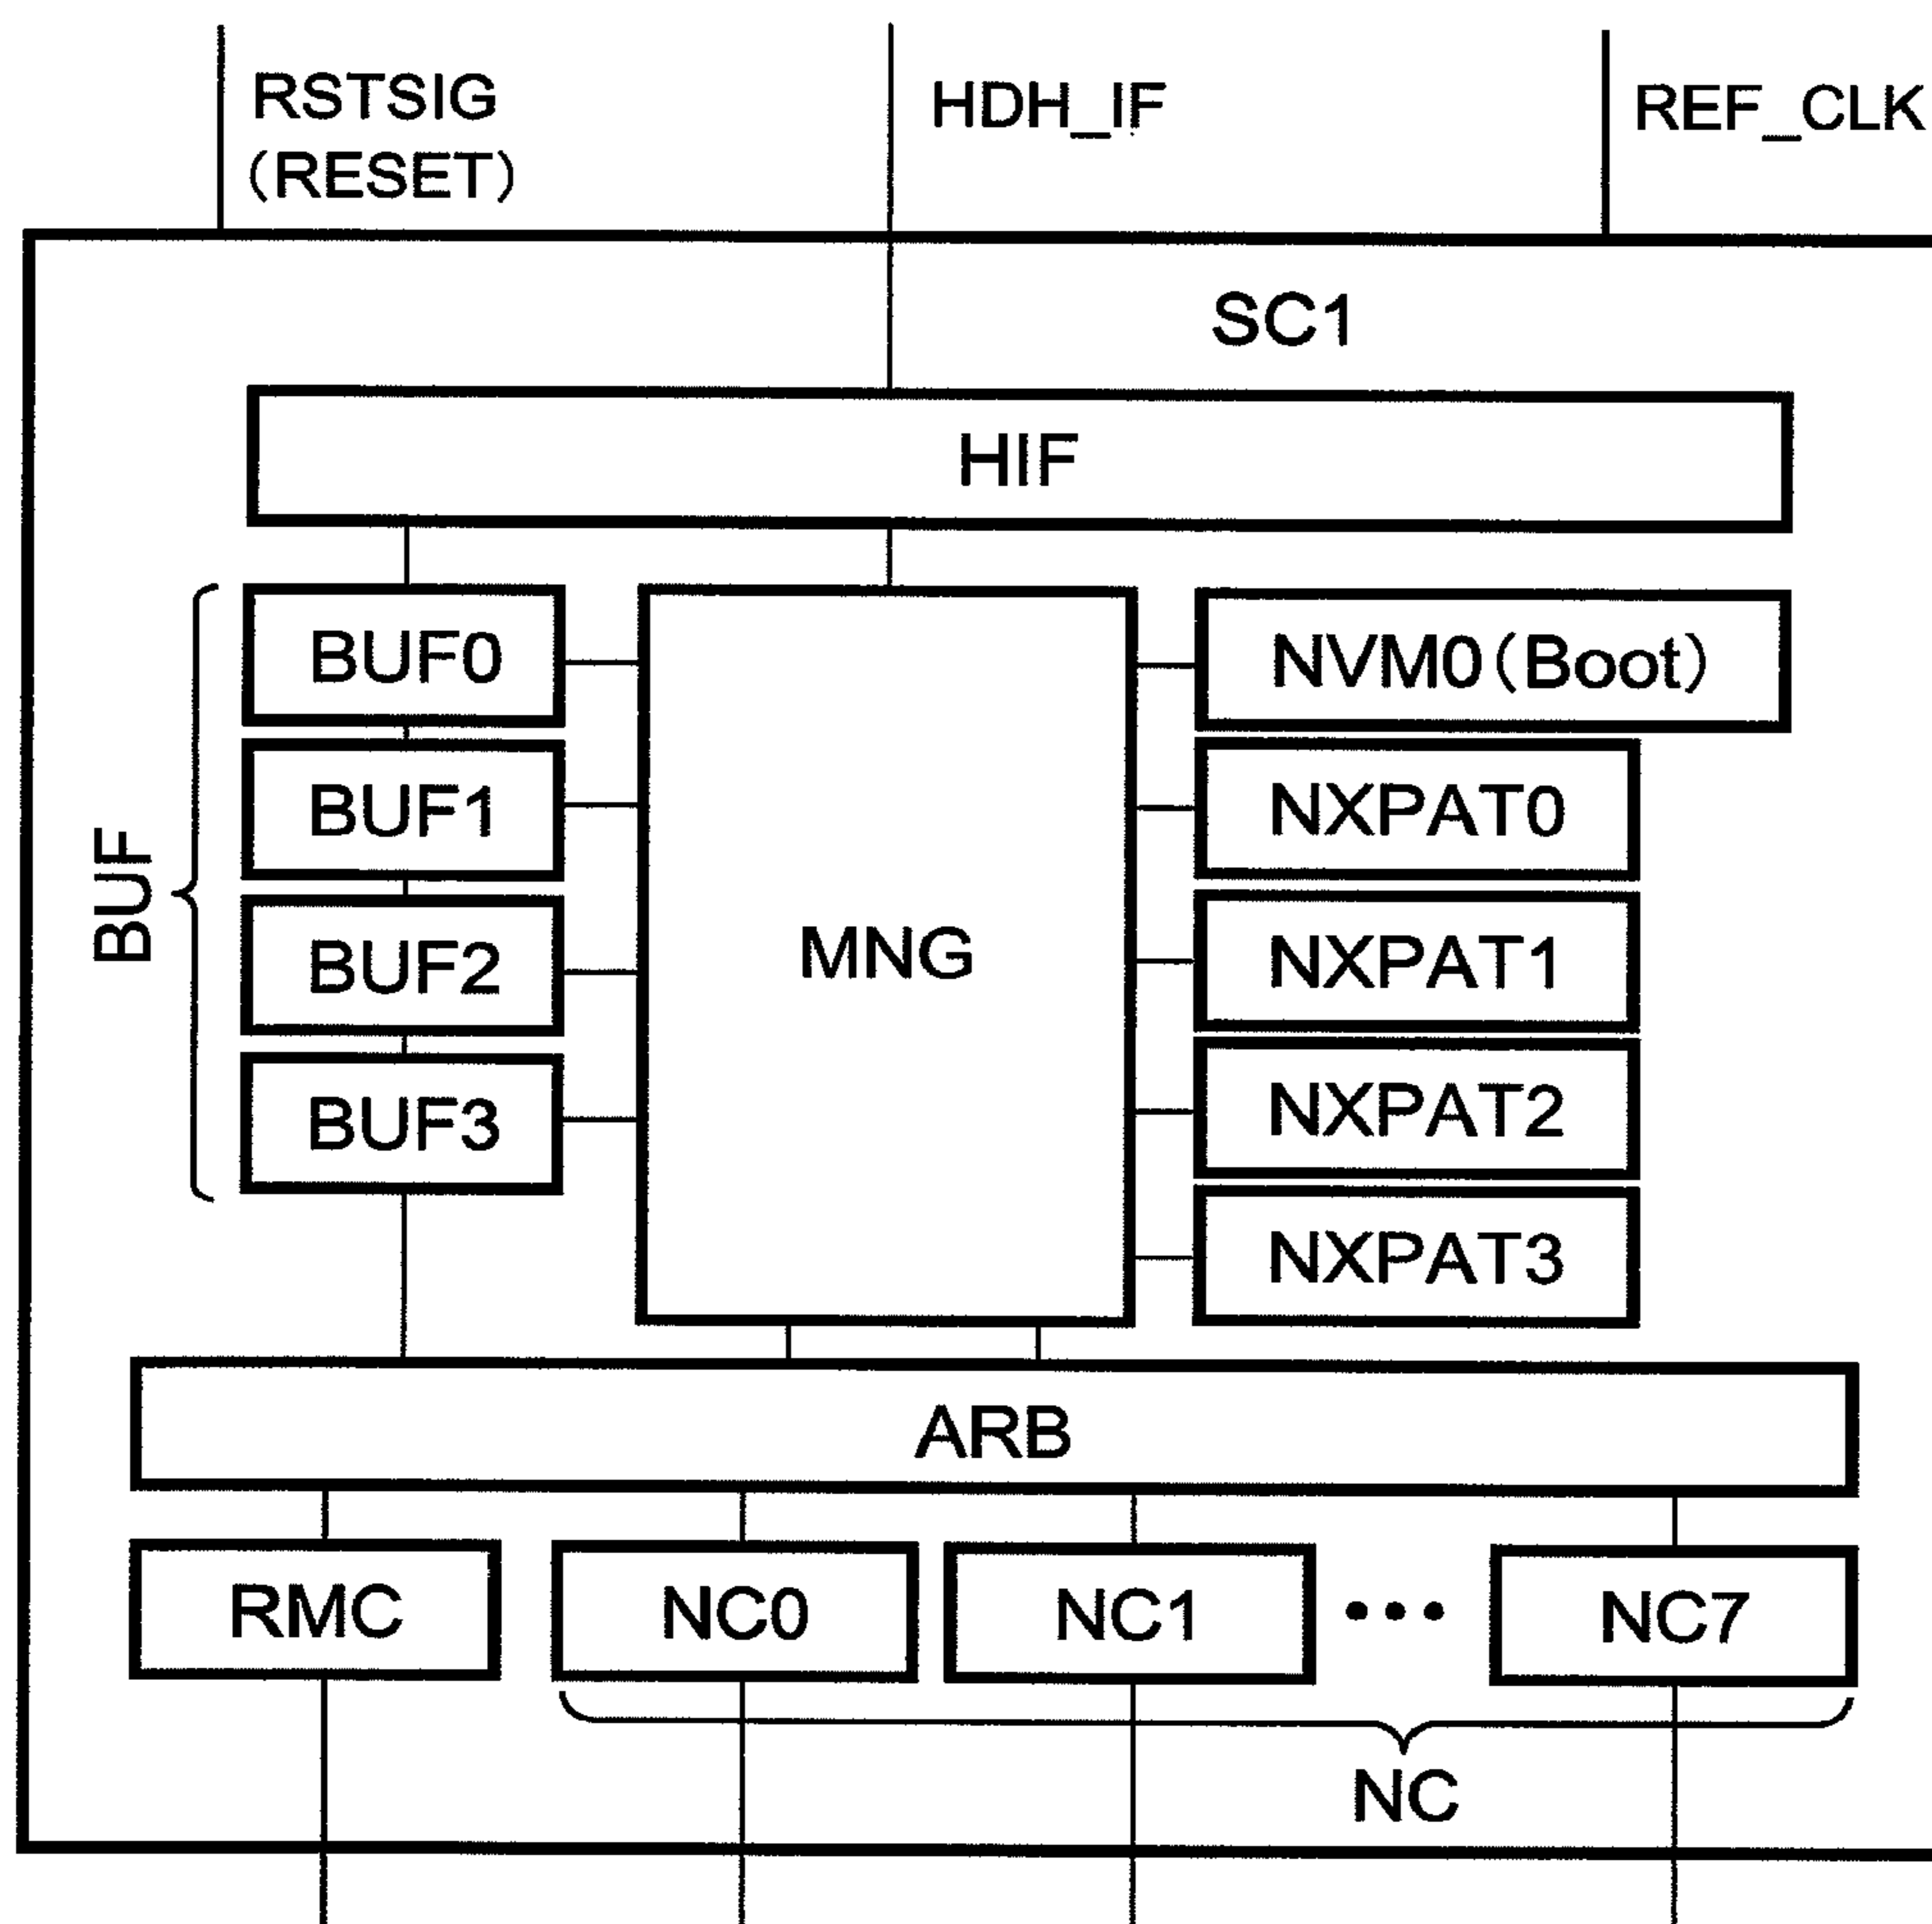 RSTSIG
(RESET)
HDH_IF
REF_CLK
SC1
HIF
BUF
BUF0
BUF1
BUF2
BUF3
MNG
NVM0(Boot)
NXPAT0
NXPAT1
NXPAT2
NXPAT3
ARB
RMC
NC0
NC1
•••
NC7
NC